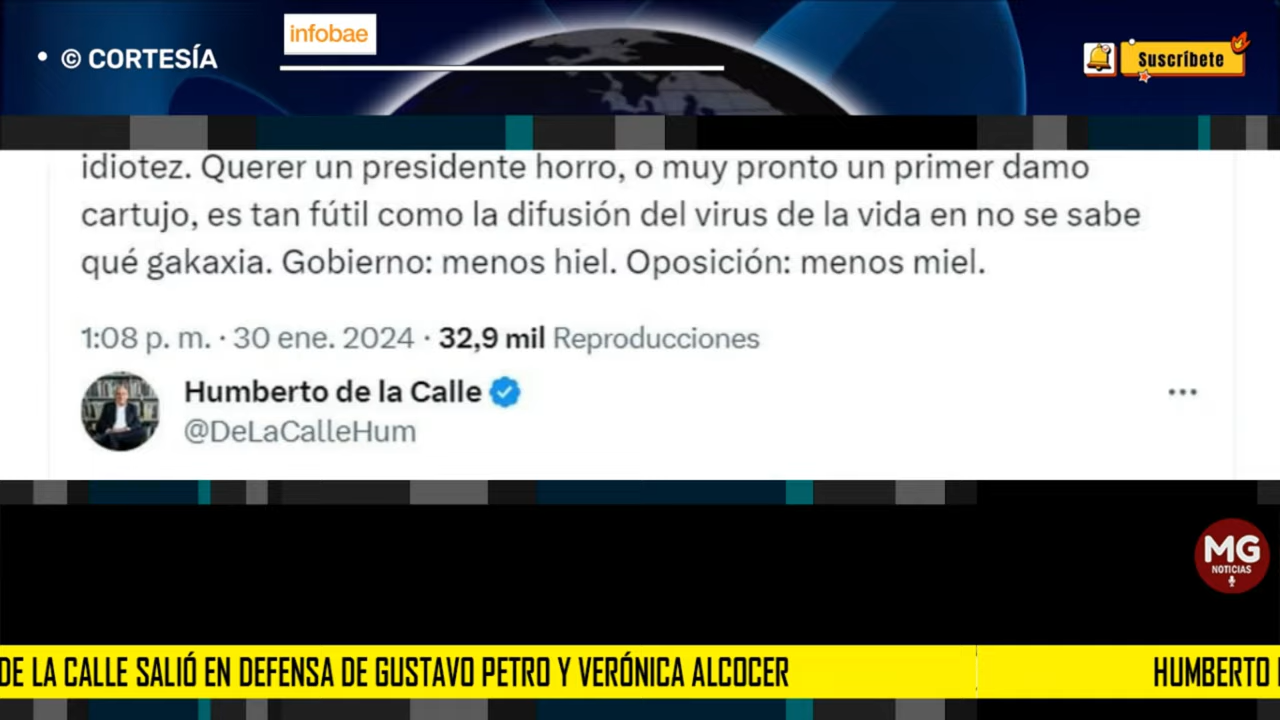 • © CORTESÍA
infobae
Suscríbete
idiotez. Querer un presidente horro, o muy pronto un primer damo
cartujo, es tan fútil como la difusión del virus de la vida en no se sabe
qué gakaxia. Gobierno: menos hiel. Oposición: menos miel.
1:08 p. m. · 30 ene. 2024 · 32,9 mil Reproducciones
Humberto de la Calle
@DeLaCalleHum
MG
NOTICIAS
DE LA CALLE SALIÓ EN DEFENSA DE GUSTAVO PETRO Y VERÓNICA ALCOCER
HUMBERTO